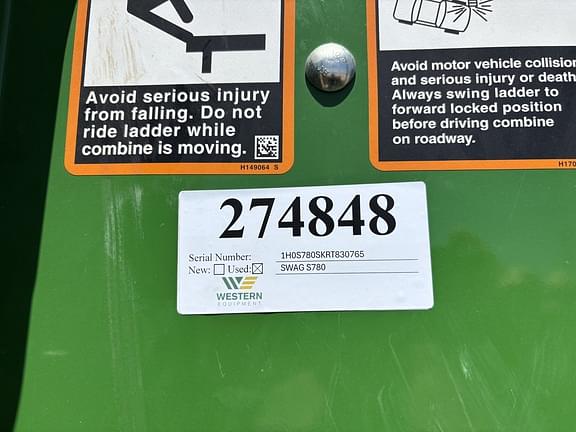 Avoid serious injury
from falling. Do not
ride ladder while
combine is moving.
H149064 S
Avoid motor vehicle collision
and serious injury or death
Always swing ladder to
forward locked position
before driving combine
on roadway.
H170
274848
Serial Number: 1H0S780SKRT830765
New: Used: SWAG S780
WESTERN
EQUIPMENT